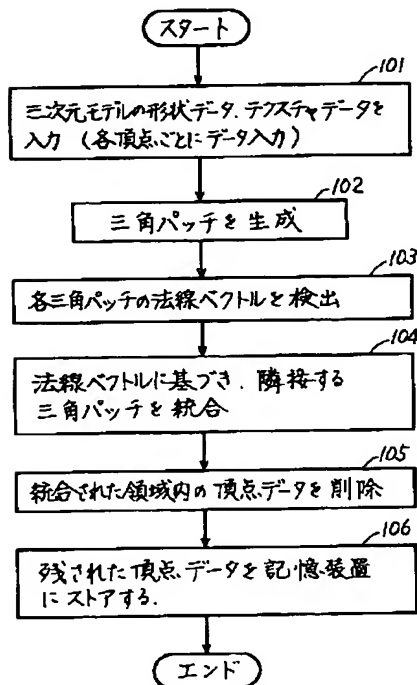 スタート
101
三次元モデルの形状データ、テクスチャデータを
入力（各頂点ごとにデータ入力）
102
三角パッチを生成
103
各三角パッチの法線ベクトルを検出
104
法線ベクトルに基づき、隣接する
三角パッチを統合
105
統合された領域内の頂点データを削除
106
残された頂点データを記憶装置
にストアする.
エンド